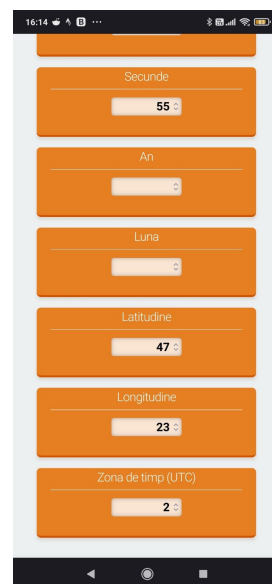 16:14
Secunde
55
An
Luna
Latitudine
47
Longitudine
23
Zona de timp (UTC)
2